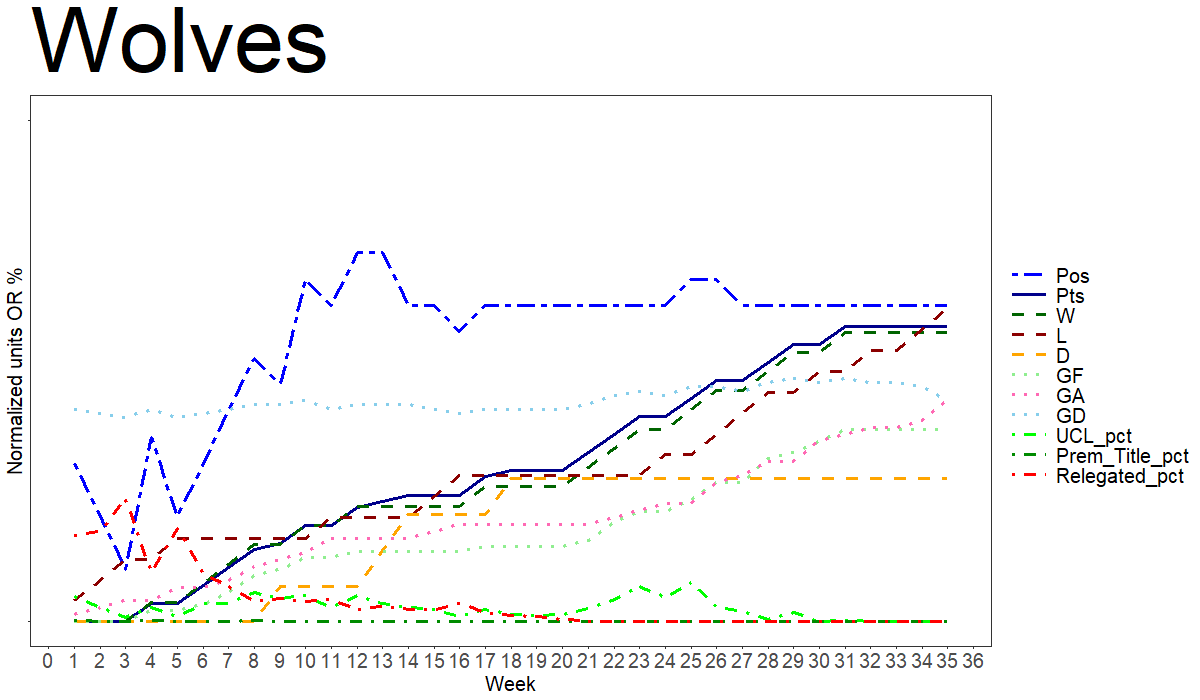 Wolves
Normalized units OR %
0 1 2 3 4 5 6 7 8 9 10 11 12 13 14 15 16 17 18 19 20 21 22 23 24 25 26 27 28 29 30 31 32 33 34 35 36
Week
Pos
Pts
W
L
D
GF
GA
GD
UCL_pct
Prem_Title_pct
Relegated_pct